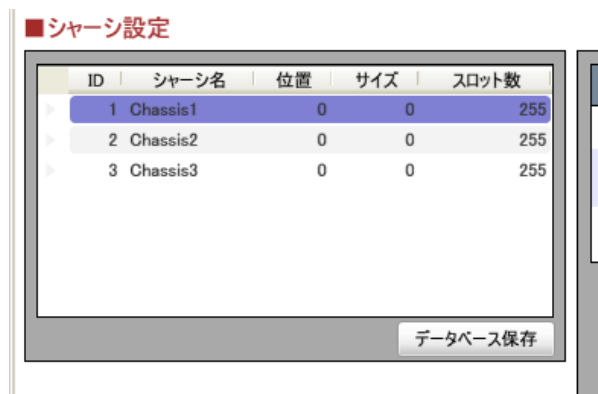 ■シャーシ設定
ID シャーシ名 位置 サイズ スロット数
1 Chassis1 0 0 255
2 Chassis2 0 0 255
3 Chassis3 0 0 255
データベース保存